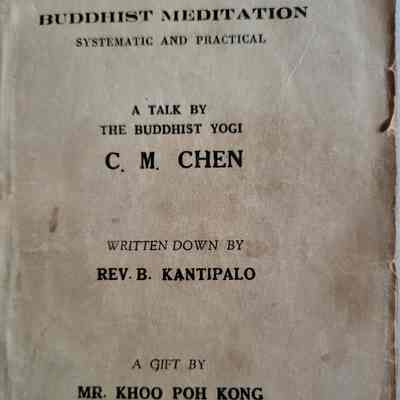 BUDDHIST MEDITATION
SYSTEMATIC AND PRACTICAL
A TALK BY
THE BUDDHIST YOGI
C. M. CHEN
WRITTEN DOWN BY
REV. B. KANTIPALO
A GIFT BY
MR. KHOO POH KONG